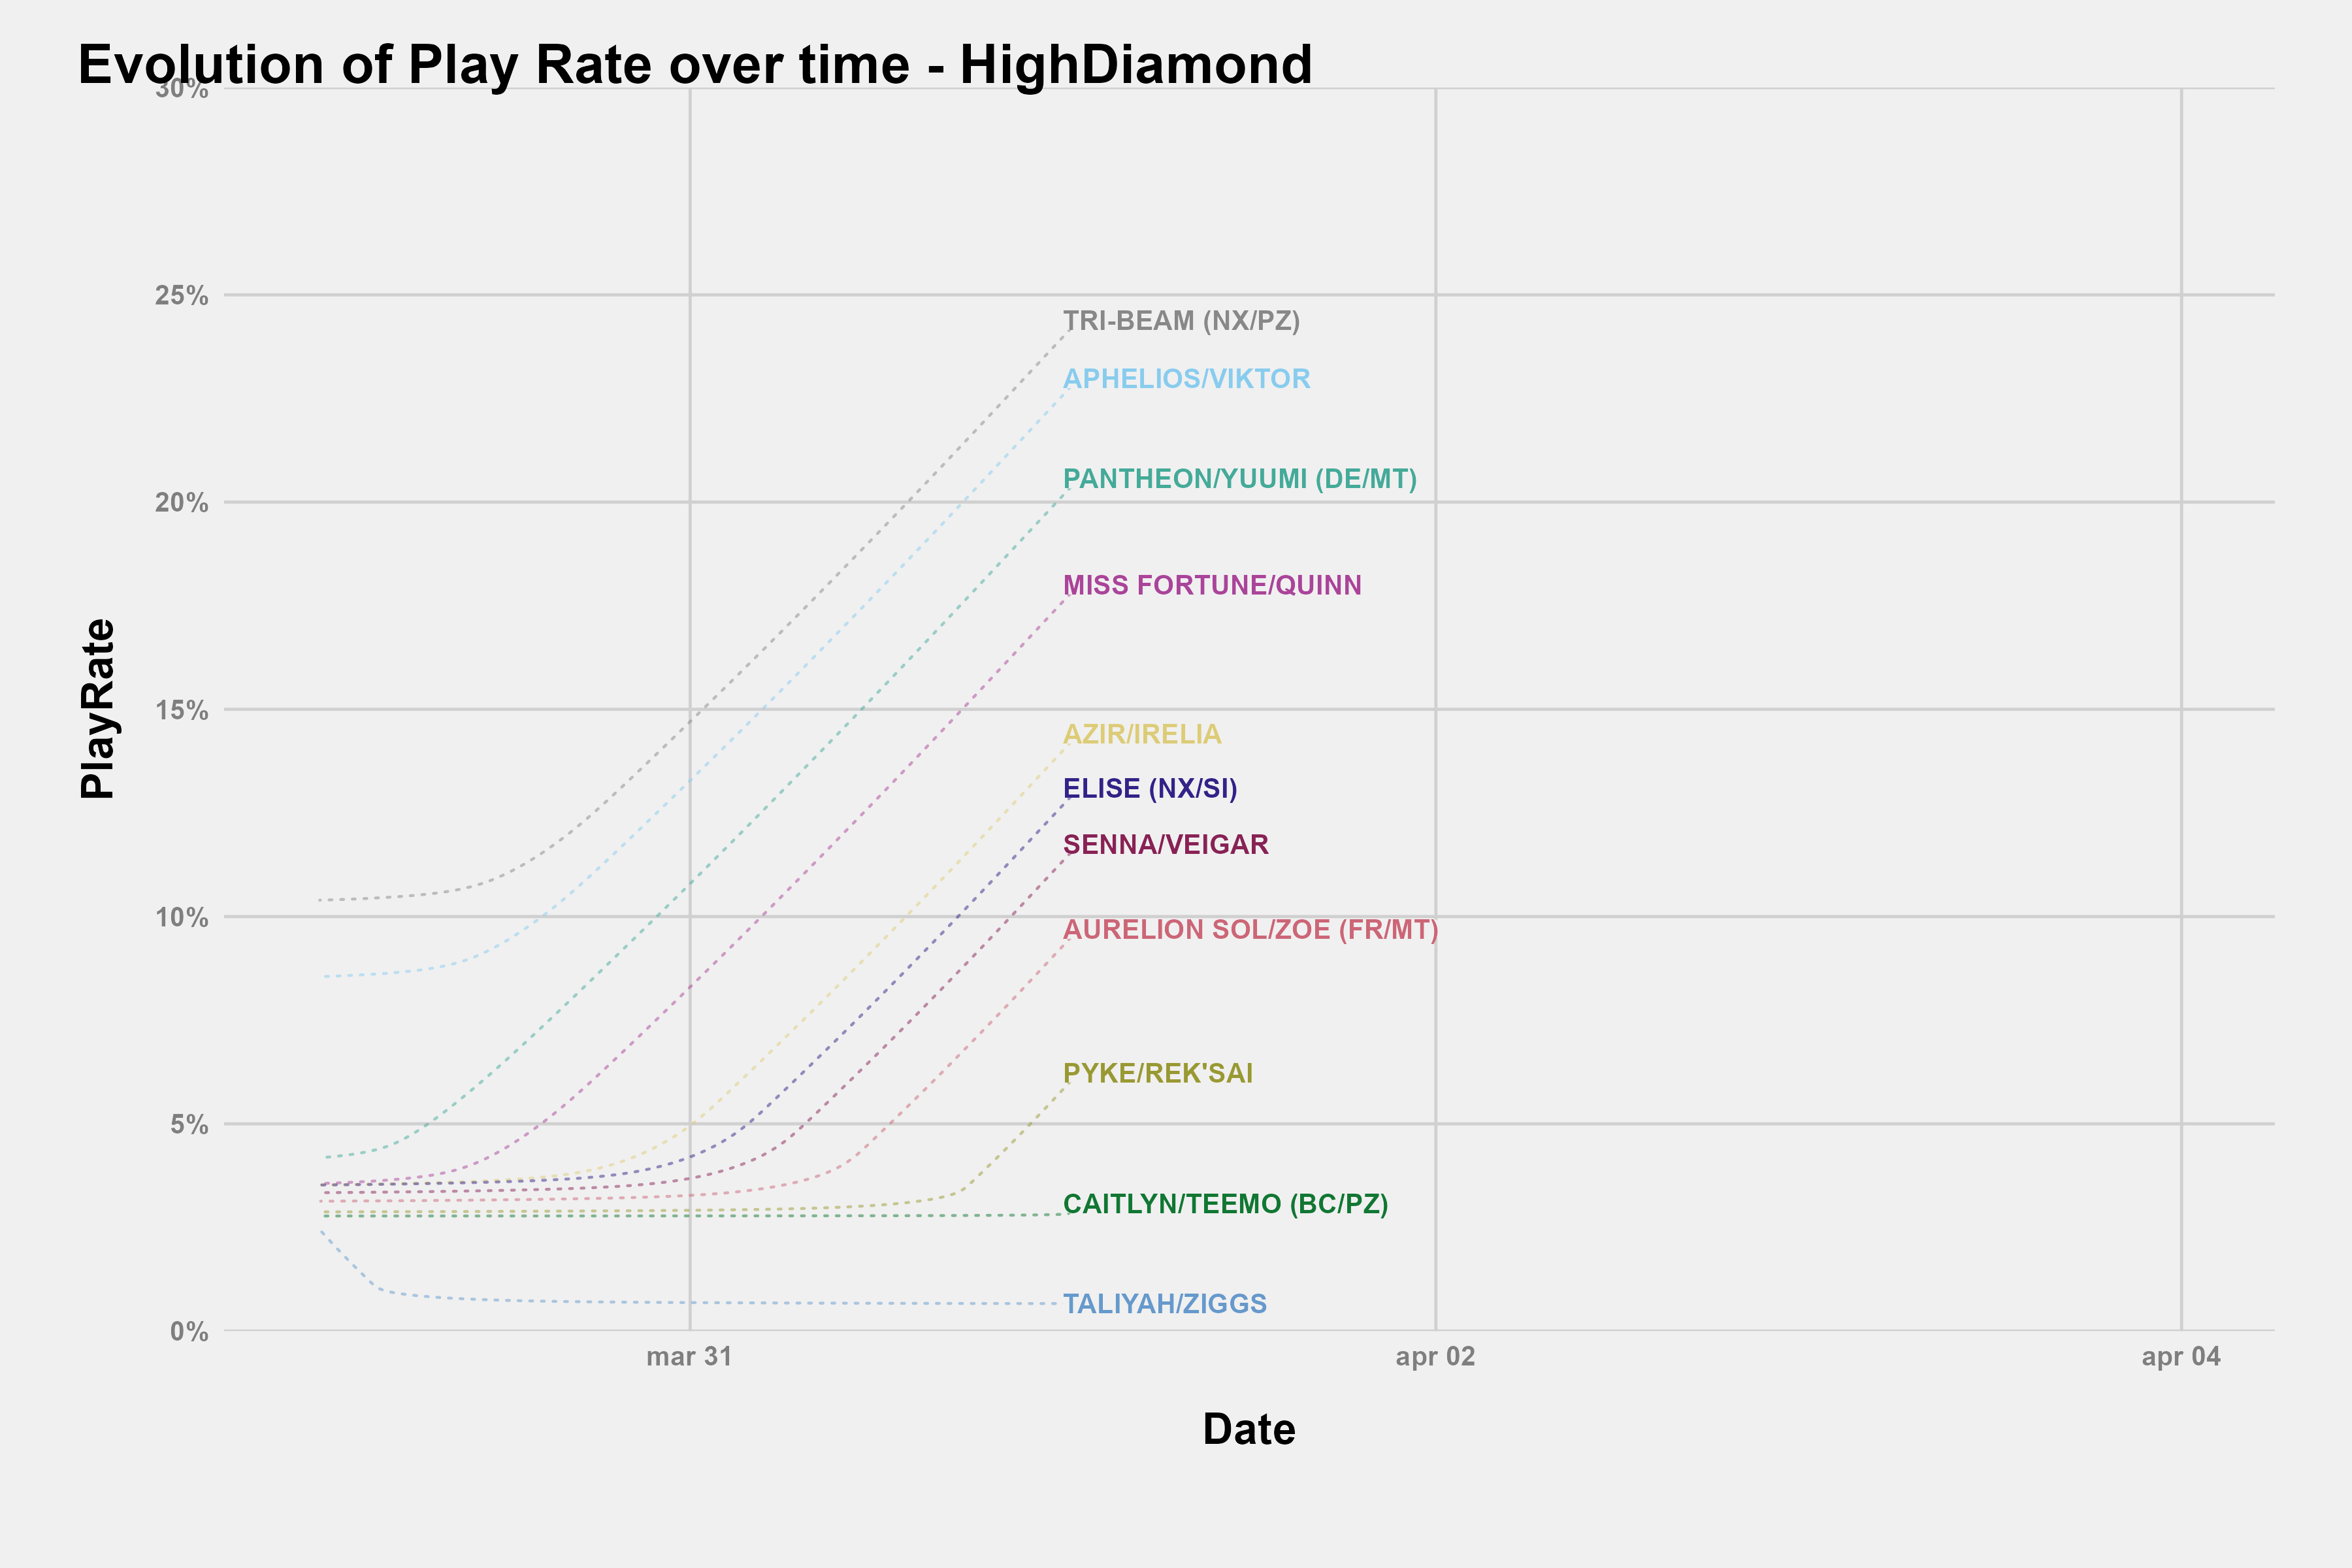 Evolution of Play Rate over time - HighDiamond
30%
25%
20%
15%
10%
5%
0%
PlayRate
TRI-BEAM (NX/PZ)
APHELIOS/VIKTOR
PANTHEON/YUUMI (DE/MT)
MISS FORTUNE/QUINN
AZIR/IRELIA
ELISE (NX/SI)
SENNA/VEIGAR
AURELION SOL/ZOE (FR/MT)
PYKE/REK'SAI
CAITLYN/TEEMO (BC/PZ)
TALIYAH/ZIGGS
mar 31
apr 02
apr 04
Date